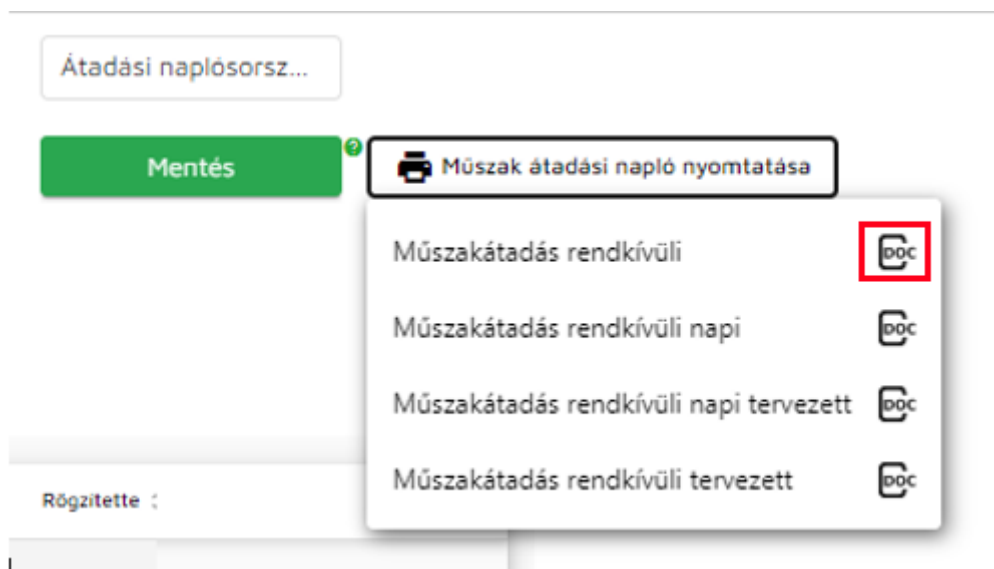 Átadási naplósorsz...
Mentés
?
Műszak átadási napló nyomtatása
Műszakátadás rendkívüli DOC
Műszakátadás rendkívüli napi DOC
Műszakátadás rendkívüli napi tervezett DOC
Műszakátadás rendkívüli tervezett DOC
Rögzítette